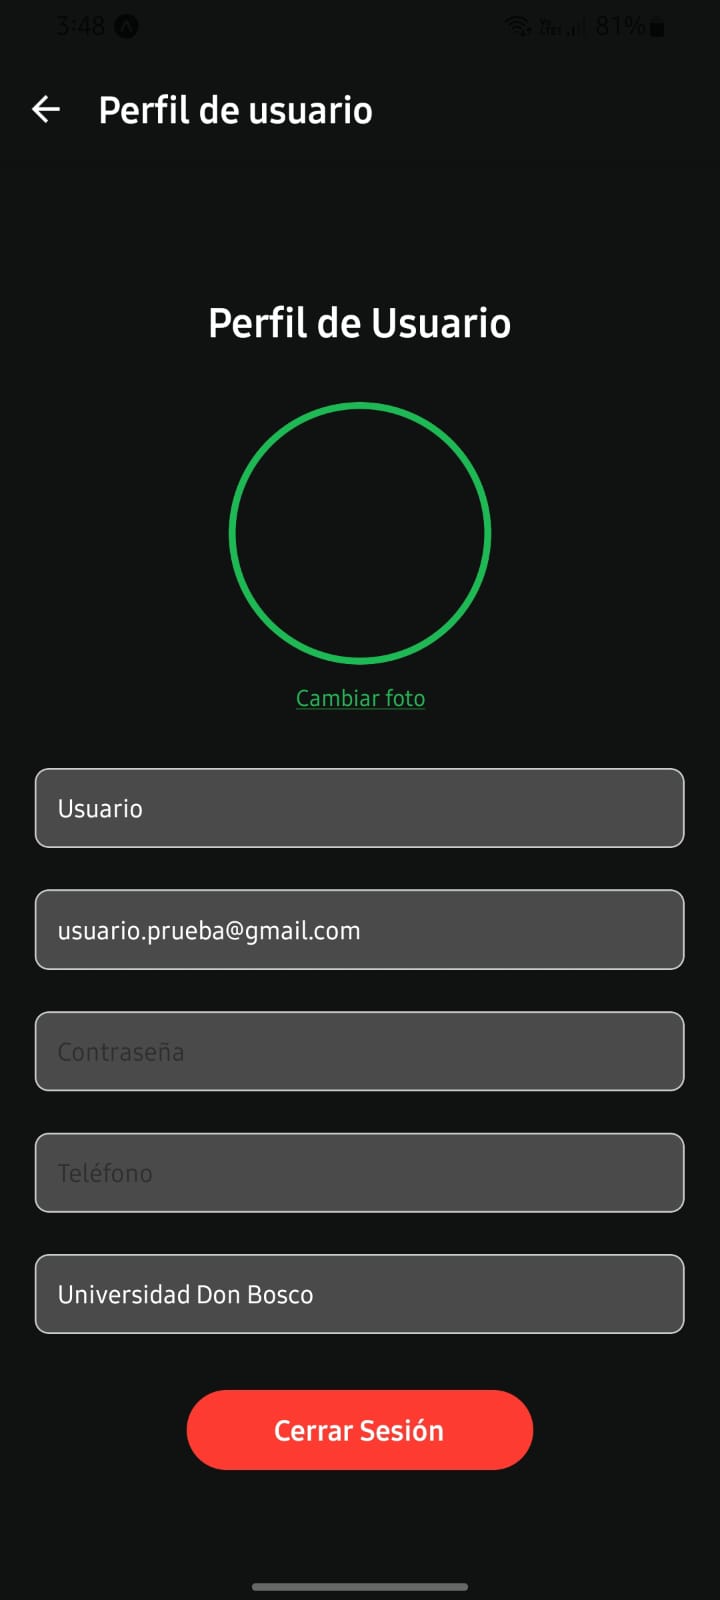 3:48
81%
Perfil de usuario
Perfil de Usuario
Cambiar foto
Usuario
usuario.prueba@gmail.com
Contraseña
Teléfono
Universidad Don Bosco
Cerrar Sesión